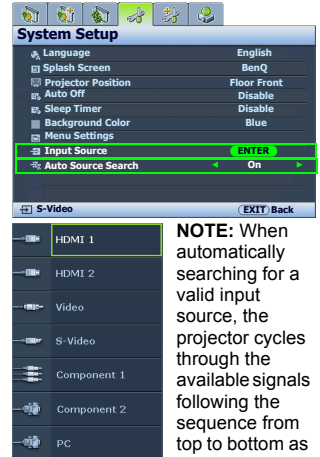 System Setup
Language English
Splash Screen BenQ
Projector Position Floor Front
Auto Off Disable
Sleep Timer Disable
Background Color Blue
Menu Settings
Input Source ENTER
Auto Source Search On
S-Video EXIT Back
HDMI 1
HDMI 2
Video
S-Video
Component 1
Component 2
PC
NOTE: When
automatically
searching for a
valid input
source, the
projector cycles
through the
available signals
following the
sequence from
top to bottom as